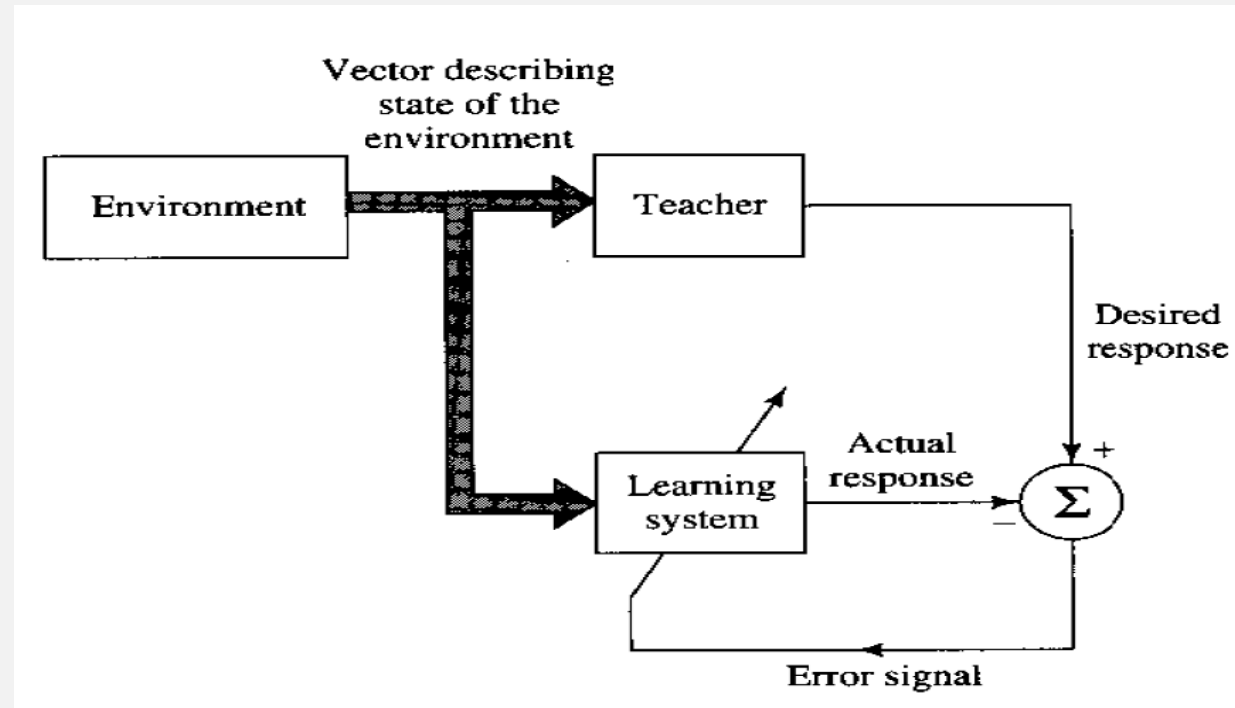 Vector describing
state of the
environment
Environment
Teacher
Desired
response
Learning
system
Actual
response
+
−
Σ
Error signal